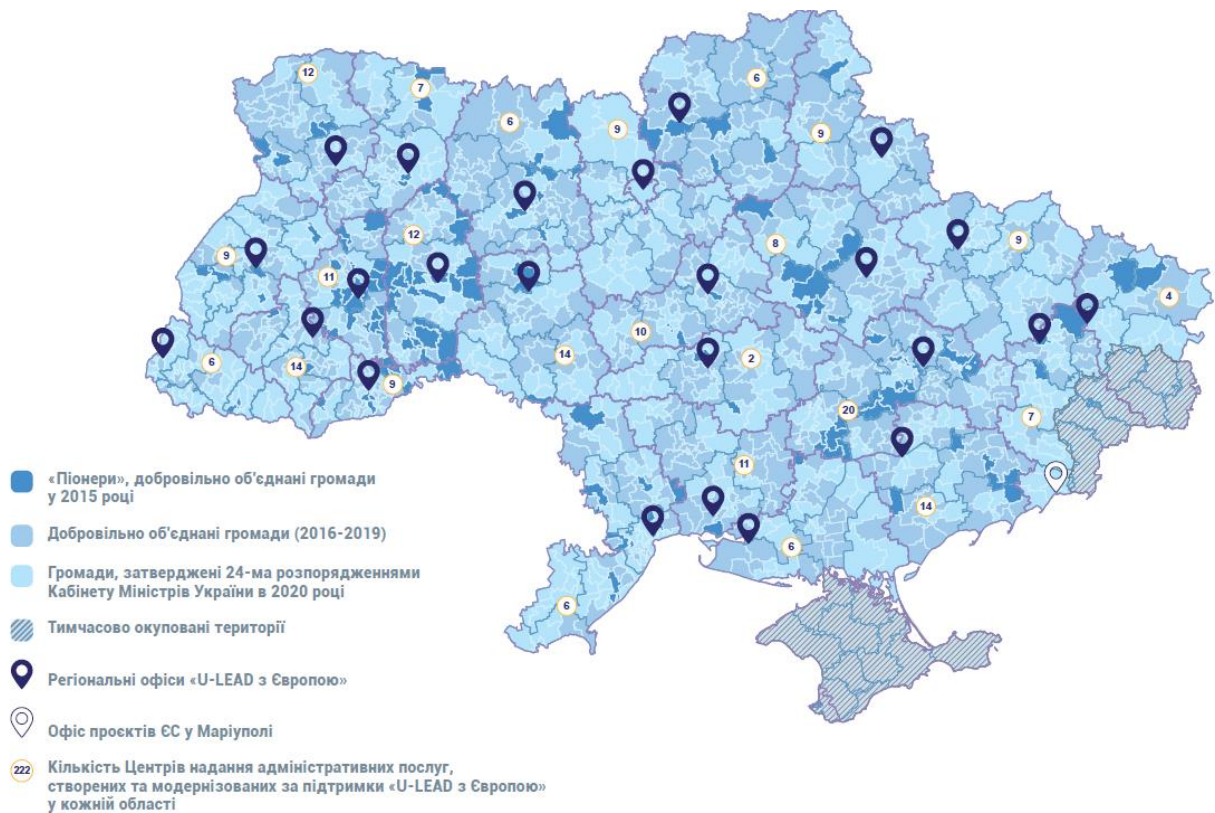 12
7
6
6
9
9
12
8
9
9
11
4
10
14
2
6
14
9
20
7
11
14
6
6
«Піонери», добровільно об'єднані громади
у 2015 році
Добровільно об'єднані громади (2016-2019)
Громади, затверджені 24-ма розпорядженнями
Кабінету Міністрів України в 2020 році
Тимчасово окуповані території
Регіональні офіси «U-LEAD з Європою»
Офіс проєктів ЄС у Маріуполі
222
Кількість Центрів надання адміністративних послуг,
створених та модернізованих за підтримки «U-LEAD з Європою»
у кожній області